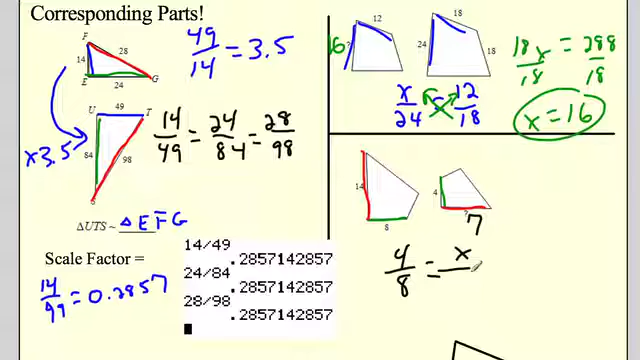 Corresponding Parts!
F
28
14
E
G
24
49/14 = 3.5
x3.5
U
49
T
84
98
14/49 = 24/84 = 28/98
△UTS ~ △EFG
Scale Factor =
14/49 = 0.2857
14/49
.2857142857
24/84
.2857142857
28/98
.2857142857
12
18
16
?
24
18
x/24 = 12/18
18x/18 = 288/18
x = 16
14
8
4
?
7
4/8 = x/